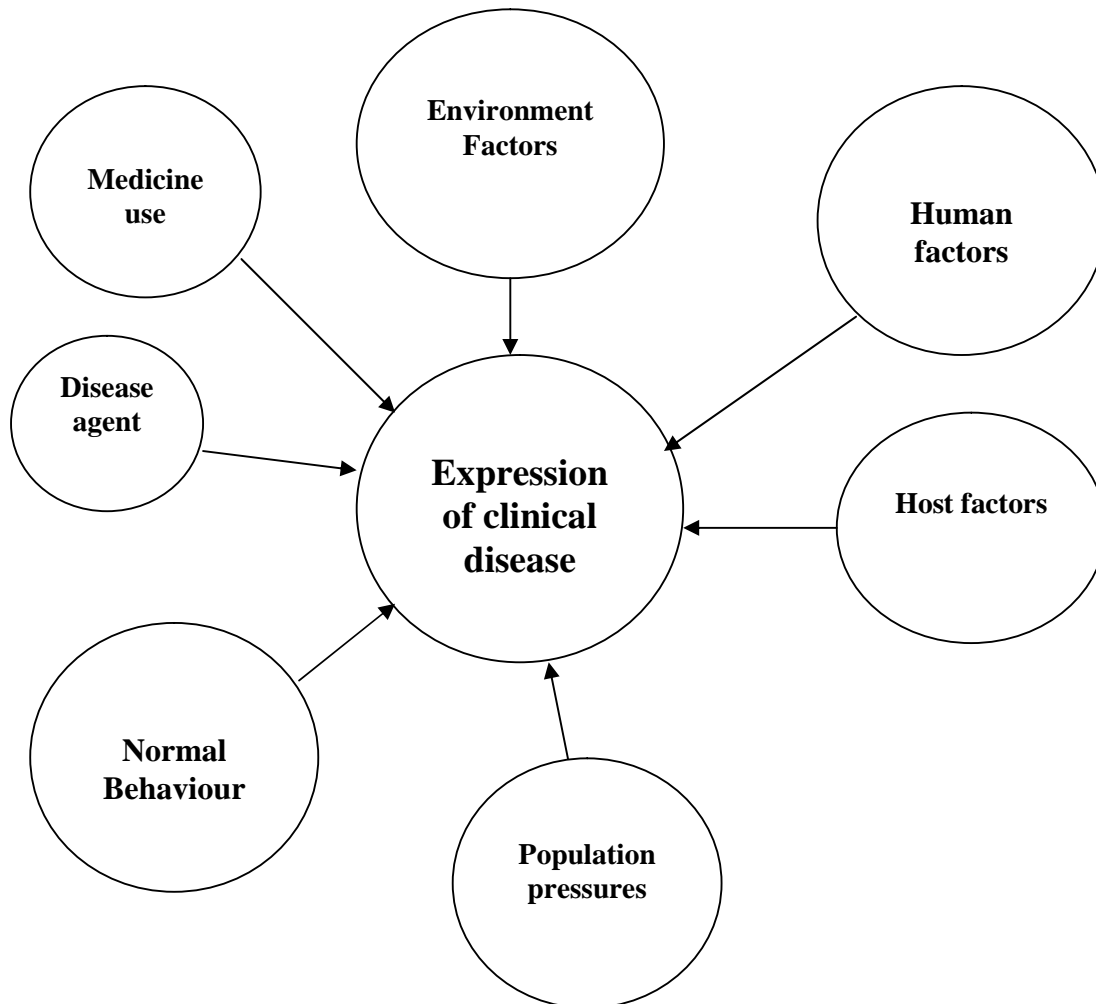 Environment
Factors
Medicine
use
Human
factors
Disease
agent
Expression
of clinical
disease
Host factors
Normal
Behaviour
Population
pressures